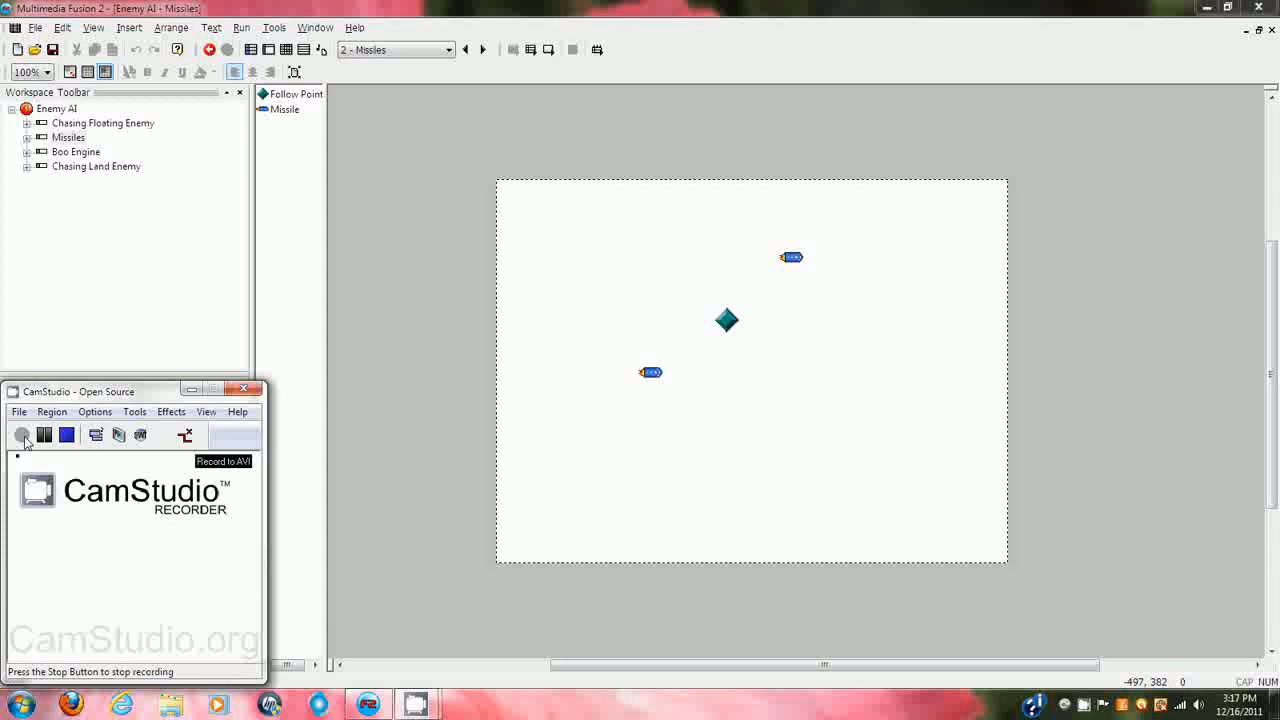 Multimedia Fusion 2 - [Enemy AI - Missiles]
File Edit View Insert Arrange Text Run Tools Window Help
2 - Missiles
100%
B I U A
Workspace Toolbar
Enemy AI
Chasing Floating Enemy
Missiles
Boo Engine
Chasing Land Enemy
Follow Point
Missile
CamStudio - Open Source
File Region Options Tools Effects View Help
Record to AVI
CamStudio™
RECORDER
CamStudio.org
Press the Stop Button to stop recording
-497, 382 0 CAP NUM
3:17 PM
12/16/2011